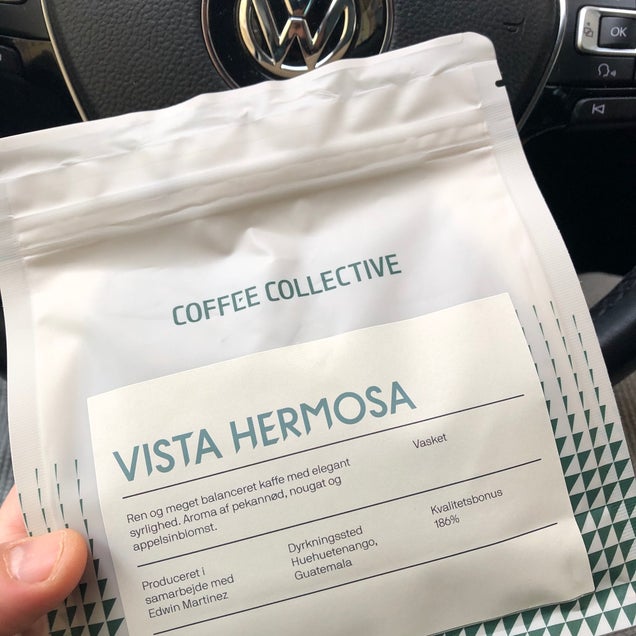 OK
COFFEE COLLECTIVE
VISTA HERMOSA
Ren og meget balanceret kaffe med elegant
syrlighed. Aroma af pekannød, nougat og
appelsinblomst.
Vasket
Produceret i
samarbejde med
Edwin Martinez
Dyrkningssted
Huehuetenango,
Guatemala
Kvalitetsbonus
186%